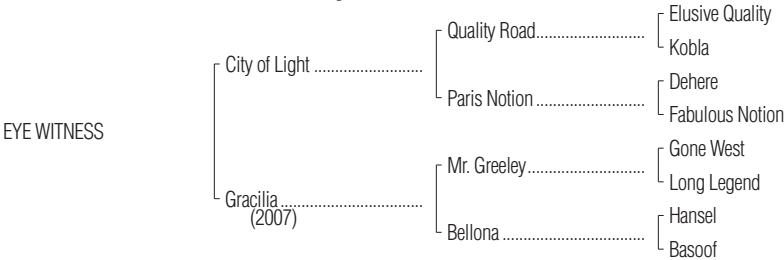 Elusive Quality
Quality Road
Kobla
City of Light
Dehere
Paris Notion
Fabulous Notion
EYE WITNESS
Gone West
Mr. Greeley
Long Legend
Gracilia
(2007)
Hansel
Bellona
Basoof